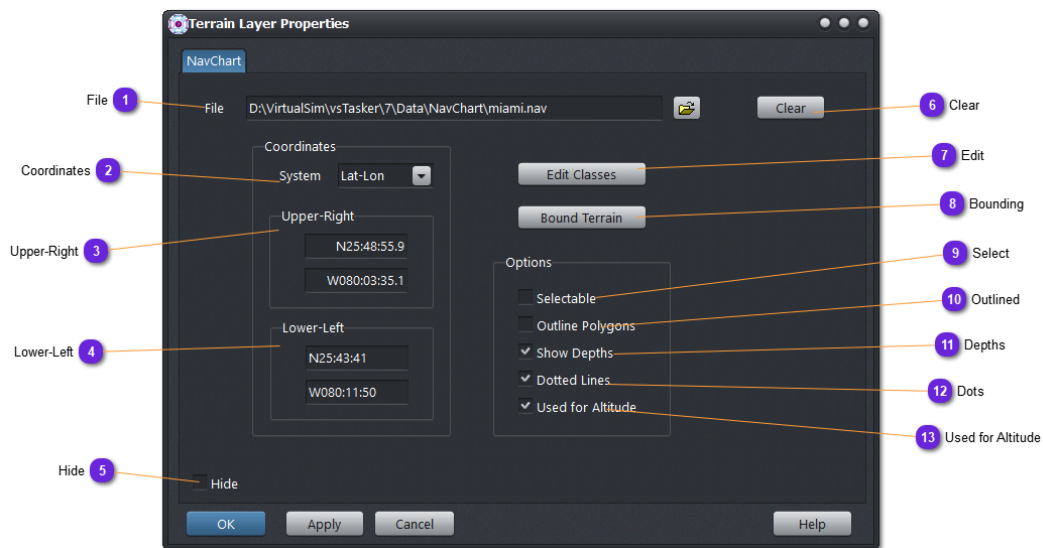 Terrain Layer Properties
NavChart
File 1
File D:\VirtualSim\vsTasker\7\Data\NavChart\miami.nav
Clear
6 Clear
Coordinates
Coordinates 2
System Lat-Lon
Edit Classes
7 Edit
Upper-Right
Bound Terrain
8 Bounding
Upper-Right 3
N25:48:55.9
W080:03:35.1
Options
9 Select
Selectable
10 Outlined
Outline Polygons
Lower-Left
Lower-Left 4
N25:43:41
Show Depths
11 Depths
W080:11:50
Dotted Lines
12 Dots
Used for Altitude
13 Used for Altitude
Hide 5
Hide
OK
Apply
Cancel
Help